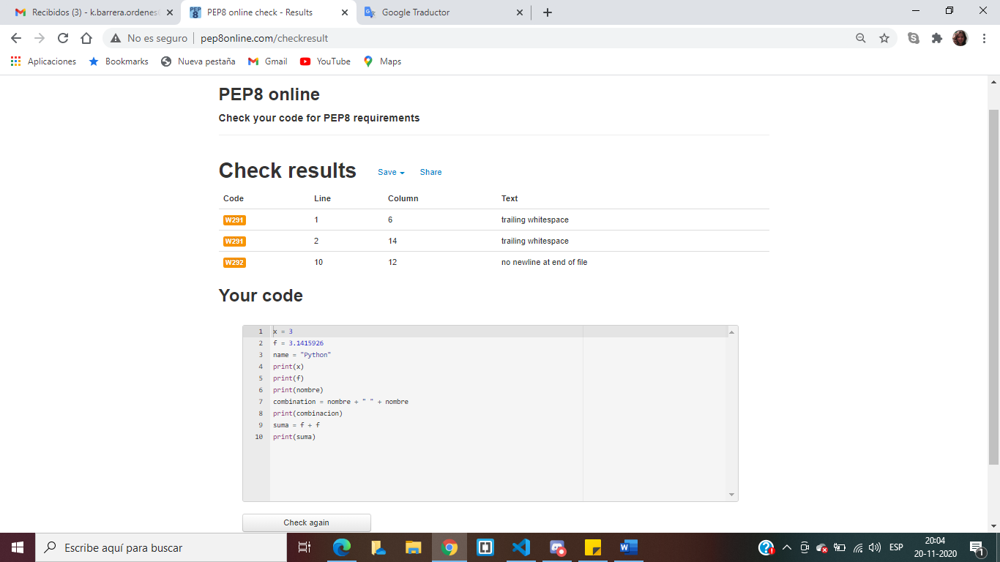 Recibidos (3) - k.barrera.ordenes
PEP8 online check - Results
Google Traductor
No es seguro
pep8online.com/checkresult
Aplicaciones
Bookmarks
Nueva pestaña
Gmail
YouTube
Maps
PEP8 online
Check your code for PEP8 requirements
Check results
Save
Share
Code Line Column Text
W291 1 6 trailing whitespace
W291 2 14 trailing whitespace
W292 10 12 no newline at end of file
Your code
1 x = 3
2 f = 3.1415926
3 name = "Python"
4 print(x)
5 print(f)
6 print(nombre)
7 combination = nombre + " " + nombre
8 print(combinacion)
9 suma = f + f
10 print(suma)
Check again
Escribe aquí para buscar
ESP
20:04
20-11-2020
1